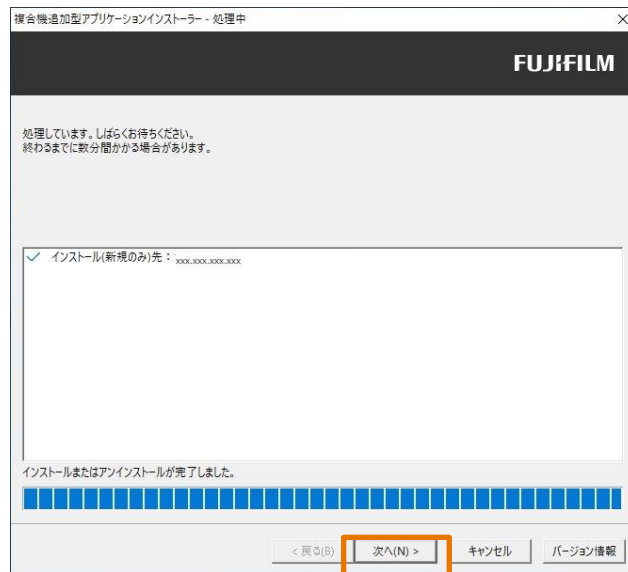 複合機追加型アプリケーションインストーラー - 処理中
FUJIFILM
処理しています。しばらくお待ちください。
終わるまでに数分間かかる場合があります。
インストール(新規のみ)先： xxx.xxx.xxx.xxx
インストールまたはアンインストールが完了しました。
< 戻る(B) 次へ(N) > キャンセル バージョン情報